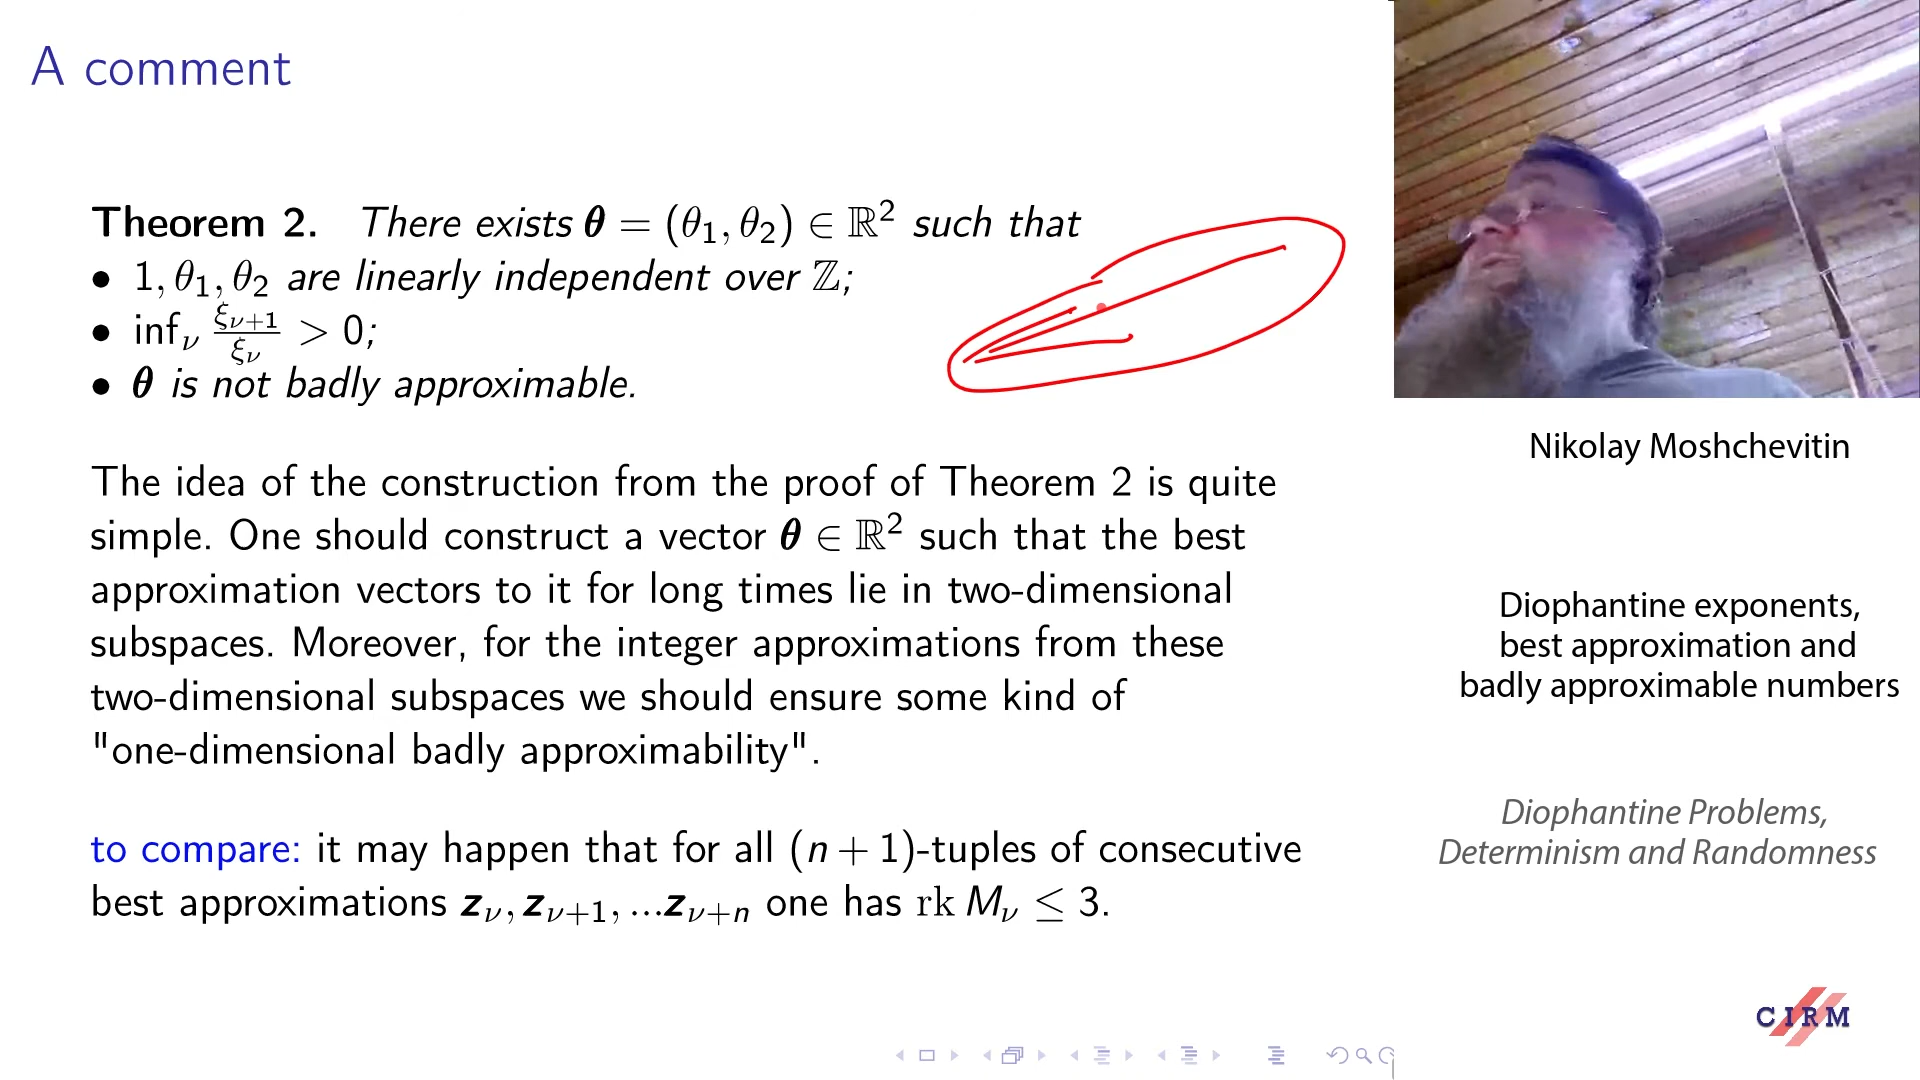 A comment
Theorem 2. There exists θ = (θ₁, θ₂) ∈ ℝ² such that
• 1, θ₁, θ₂ are linearly independent over ℤ;
• inf_ν ξ_{ν+1}/ξ_ν > 0;
• θ is not badly approximable.
The idea of the construction from the proof of Theorem 2 is quite
simple. One should construct a vector θ ∈ ℝ² such that the best
approximation vectors to it for long times lie in two-dimensional
subspaces. Moreover, for the integer approximations from these
two-dimensional subspaces we should ensure some kind of
"one-dimensional badly approximability".
to compare: it may happen that for all (n + 1)-tuples of consecutive
best approximations z_ν, z_{ν+1}, ...z_{ν+n} one has rk M_ν ≤ 3.
Nikolay Moshchevitin
Diophantine exponents,
best approximation and
badly approximable numbers
Diophantine Problems,
Determinism and Randomness
CIRM